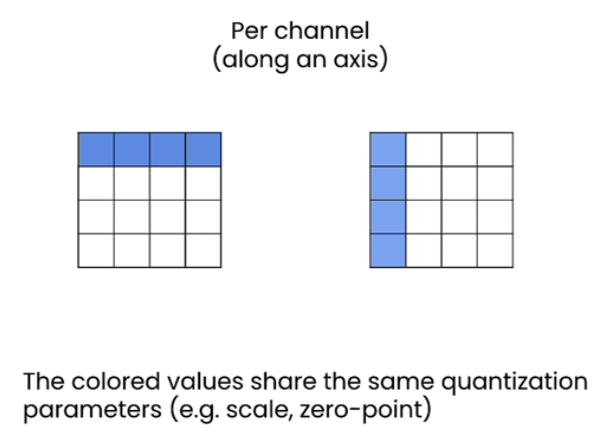 Per channel
(along an axis)
The colored values share the same quantization
parameters (e.g. scale, zero-point)